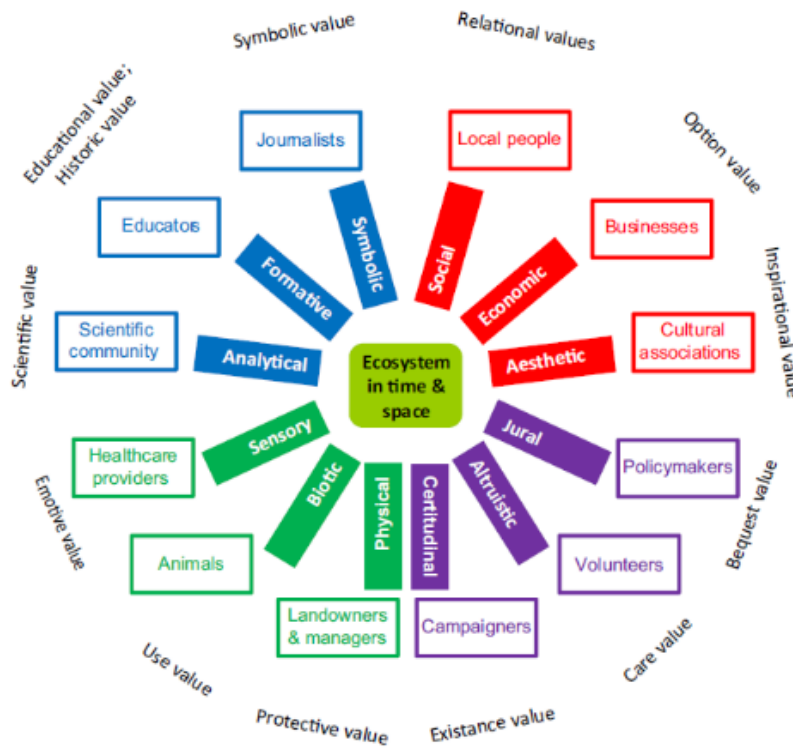 Symbolic value
Relational values
Educational value;
Historic value
Option value
Journalists
Local people
Educators
Businesses
Symbolic
Social
Formative
Economic
Scientific value
Inspirational value
Scientific
community
Analytical
Ecosystem
in time &
space
Aesthetic
Cultural
associations
Sensory
Jural
Healthcare
providers
Policymakers
Emotive value
Bequest value
Biotic
Physical
Certitudinal
Altruistic
Animals
Volunteers
Landowners
& managers
Campaigners
Use value
Care value
Protective value
Existance value